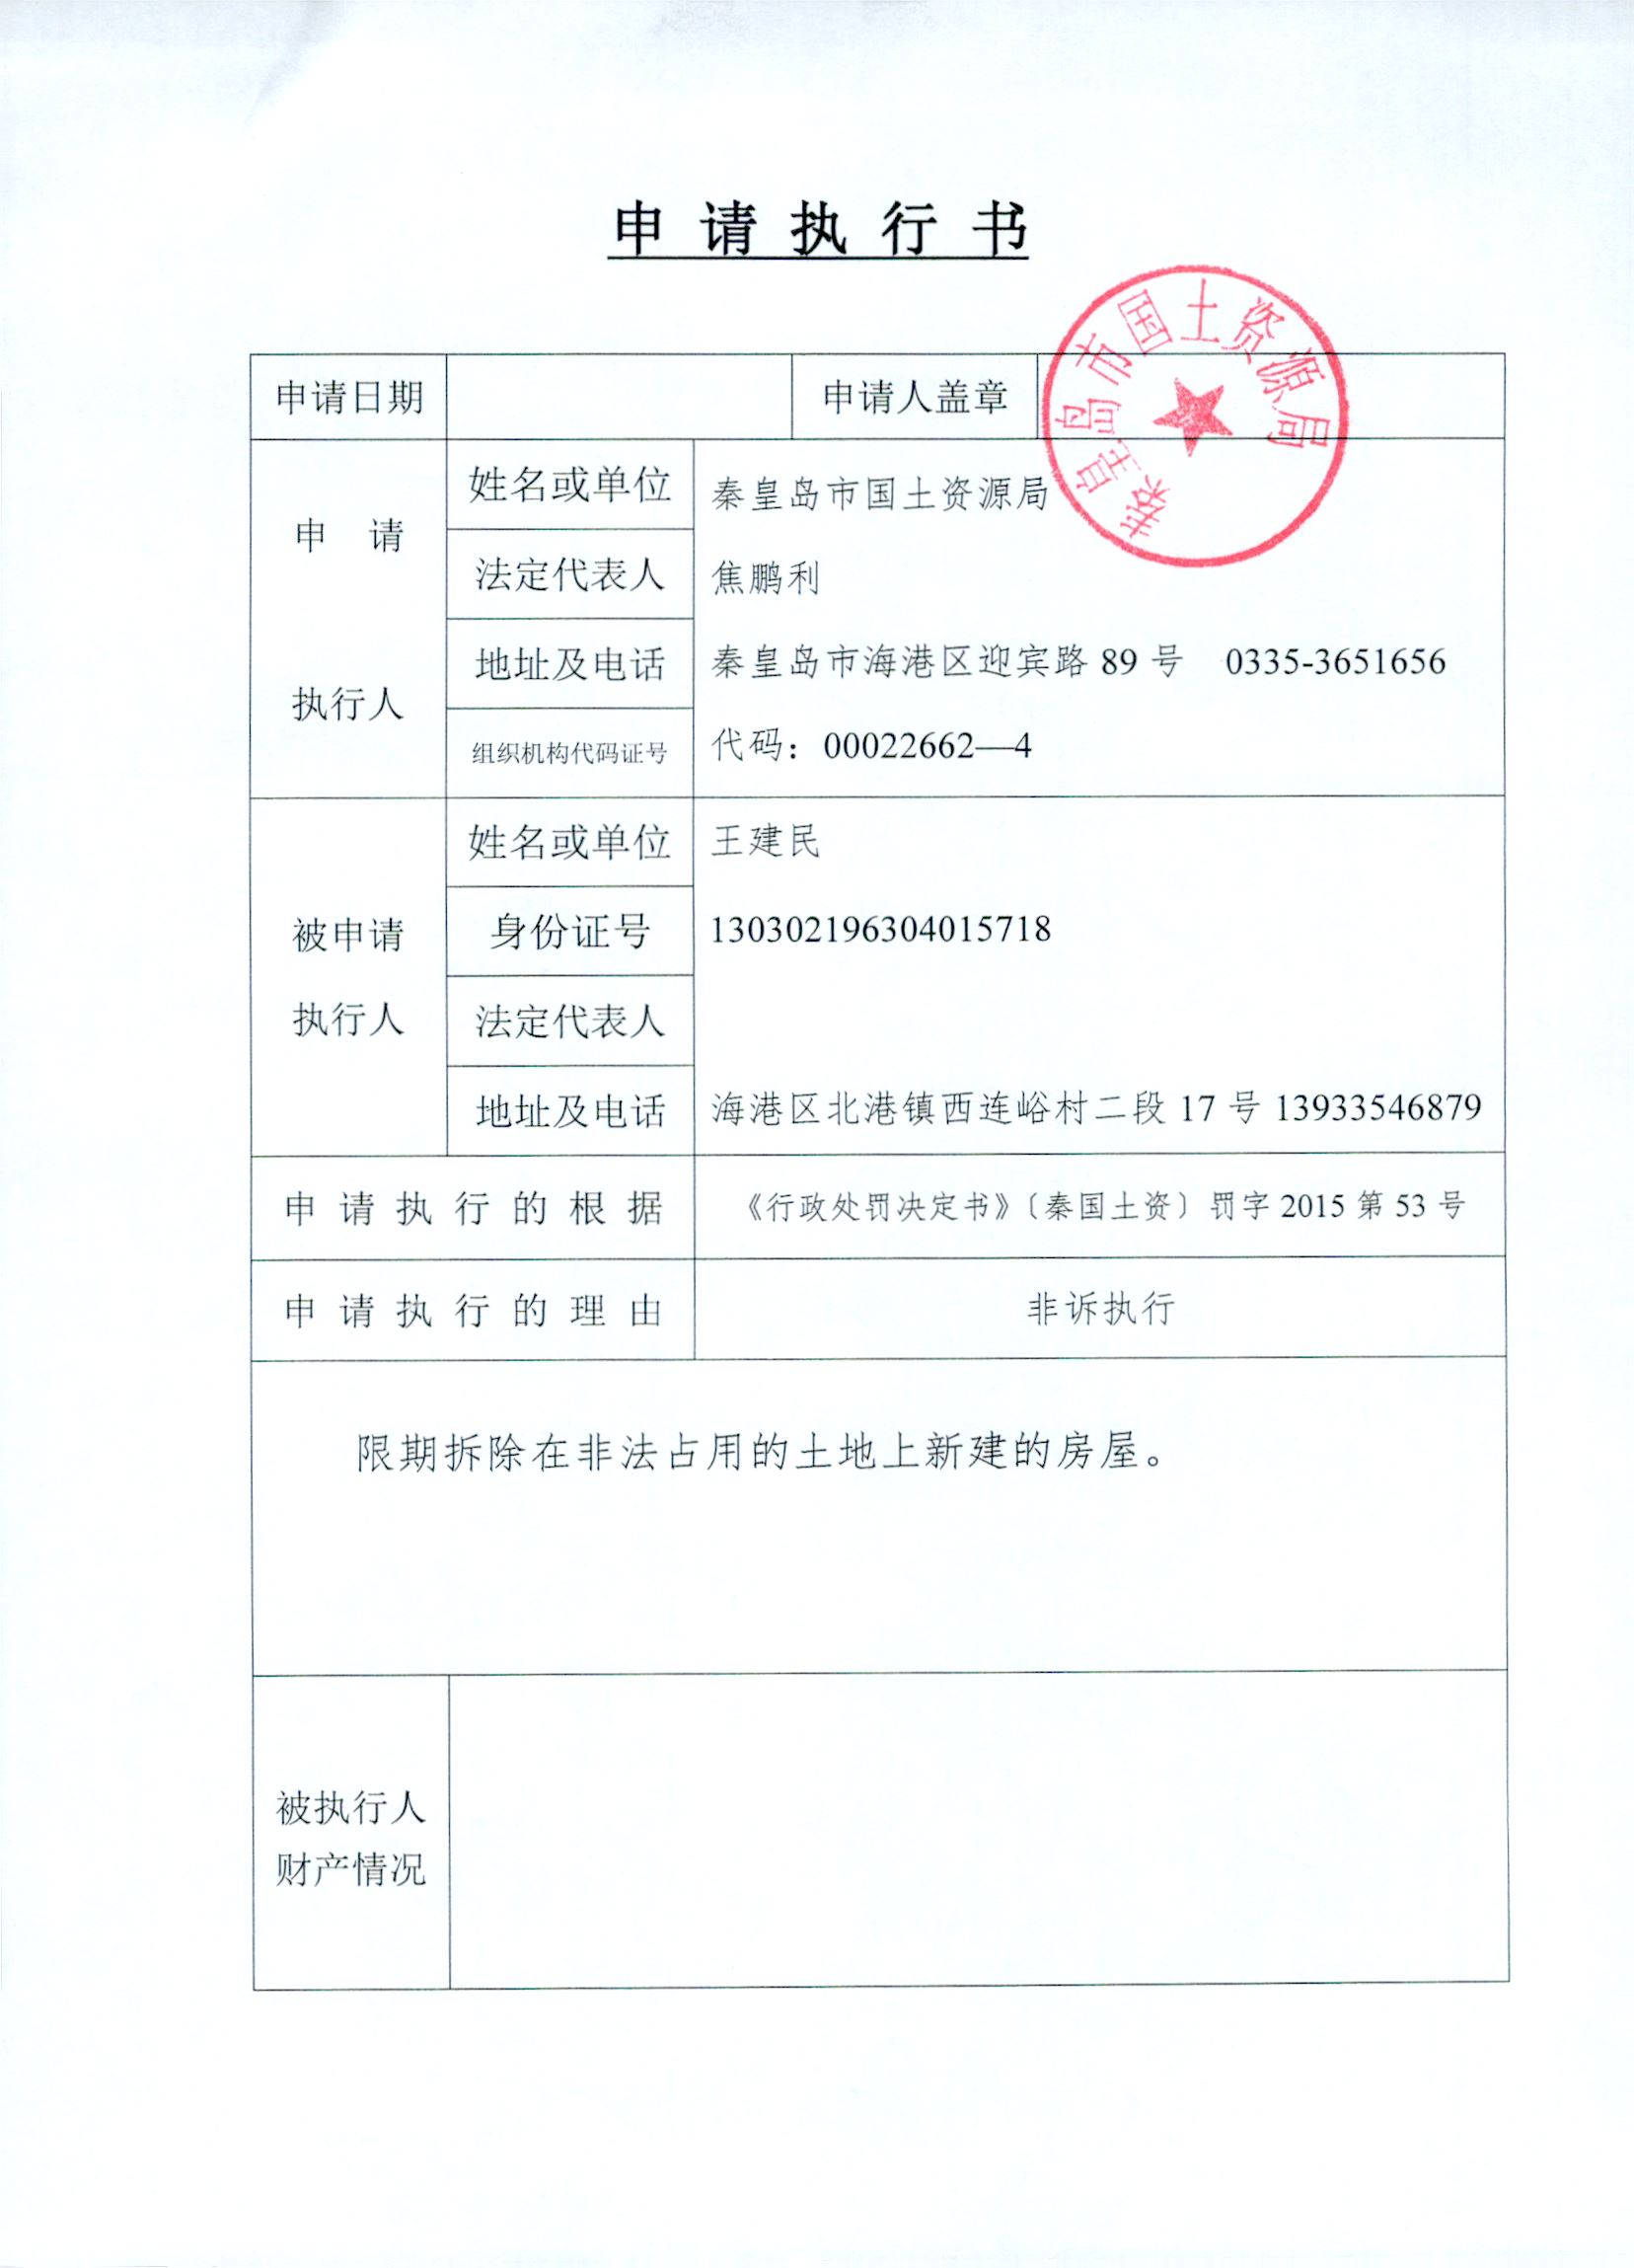 申请执行书
秦皇岛市国土资源局
申请日期 申请人盖章
申请
执行人
姓名或单位 秦皇岛市国土资源局
法定代表人 焦鹏利
地址及电话 秦皇岛市海港区迎宾路 89 号 0335-3651656
组织机构代码证号 代码：00022662—4
被申请
执行人
姓名或单位 王建民
身份证号 130302196304015718
法定代表人
地址及电话 海港区北港镇西连峪村二段 17 号 13933546879
申请执行的根据 《行政处罚决定书》〔秦国土资〕罚字 2015 第 53 号
申请执行的理由 非诉执行
限期拆除在非法占用的土地上新建的房屋。
被执行人
财产情况